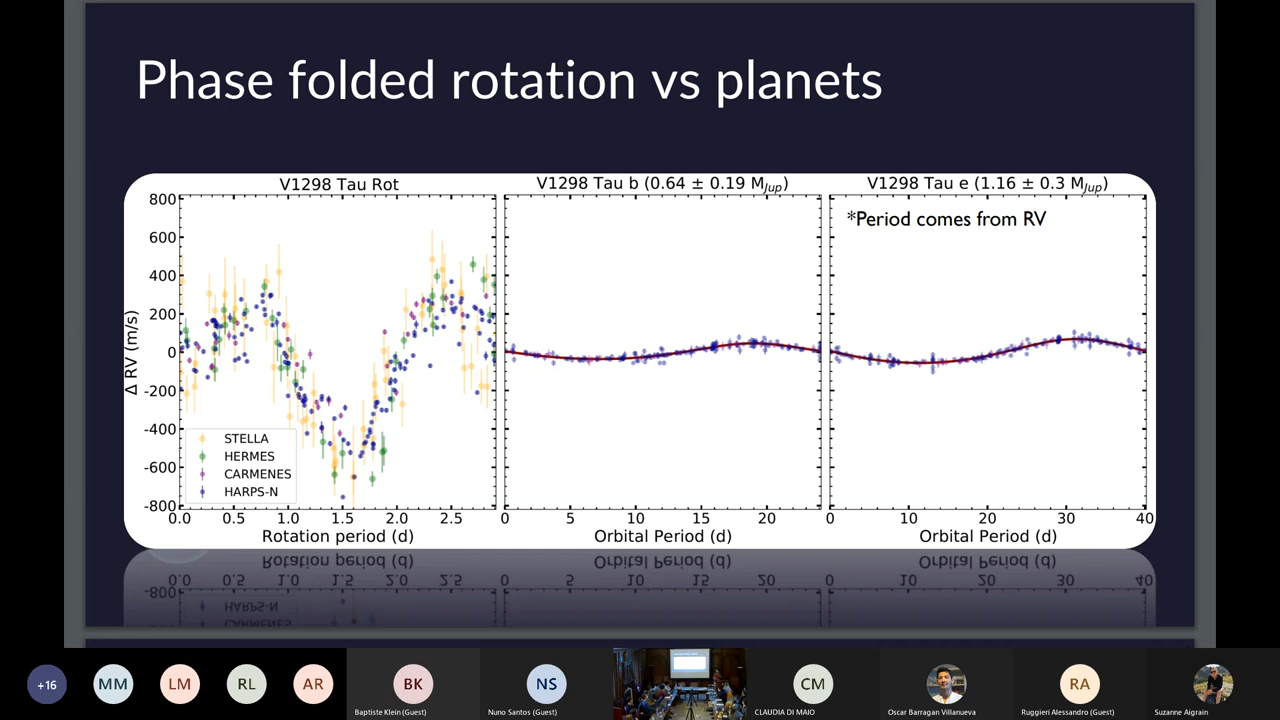 Phase folded rotation vs planets
V1298 Tau Rot
V1298 Tau b (0.64 ± 0.19 M_Jup)
V1298 Tau e (1.16 ± 0.3 M_Jup)
*Period comes from RV
Δ RV (m/s)
800
600
400
200
0
-200
-400
-600
-800
STELLA
HERMES
CARMENES
HARPS-N
0.0 0.5 1.0 1.5 2.0 2.5
0 5 10 15 20
0 10 20 30 40
Rotation period (d)
Orbital Period (d)
Orbital Period (d)
+16
MM
LM
RL
AR
BK
NS
CM
RA
Baptiste Klein (Guest)
Nuno Santos (Guest)
CLAUDIA DI MAIO
Oscar Barragan Villanueva
Ruggieri Alessandro (Guest)
Suzanne Aigrain